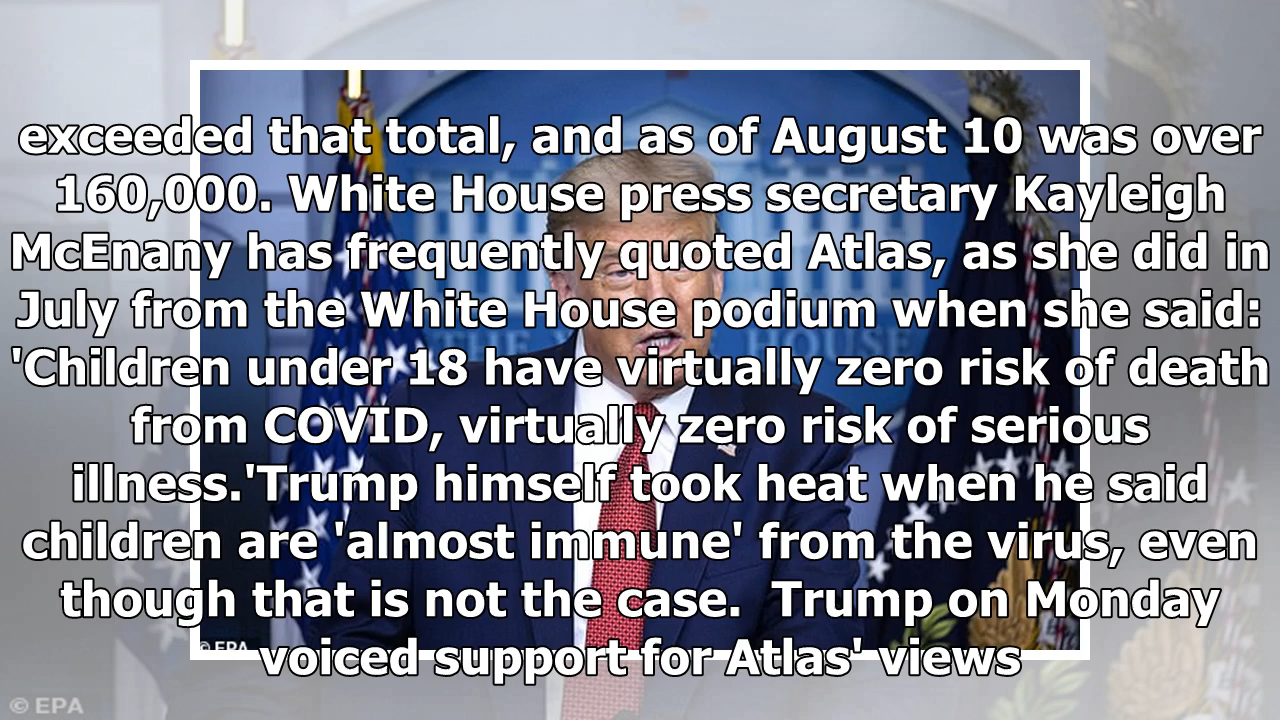 exceeded that total, and as of August 10 was over
160,000. White House press secretary Kayleigh
McEnany has frequently quoted Atlas, as she did in
July from the White House podium when she said:
'Children under 18 have virtually zero risk of death
from COVID, virtually zero risk of serious
illness.'Trump himself took heat when he said
children are 'almost immune' from the virus, even
though that is not the case.  Trump on Monday
voiced support for Atlas' views
© EPA
© EPA